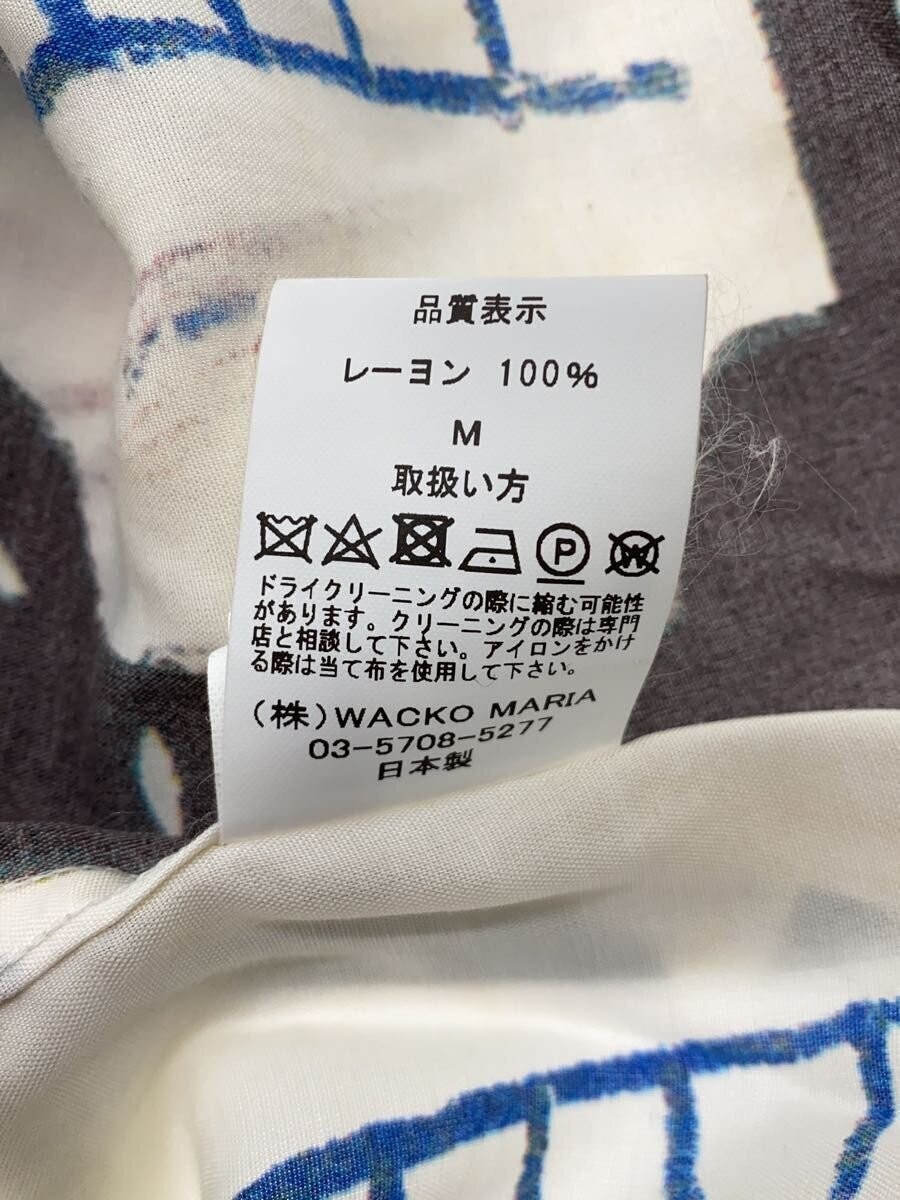 品質表示
レーヨン 100%
M
取扱い方
P W
ドライクリーニングの際に縮む可能性
があります。クリーニングの際は専門
店と相談して下さい。アイロンをかけ
る際は当て布を使用して下さい。
(株)WACKO MARIA
03-5708-5277
日本製